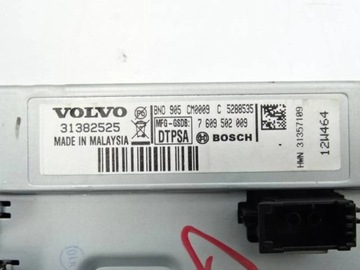 VOLVO
31382525
MADE IN MALAYSIA
BNO 905 CM0009 C 5288535
MFG-GSDB:
DTPSA
7 609 502 009
BOSCH
HWN 31357109
12W464